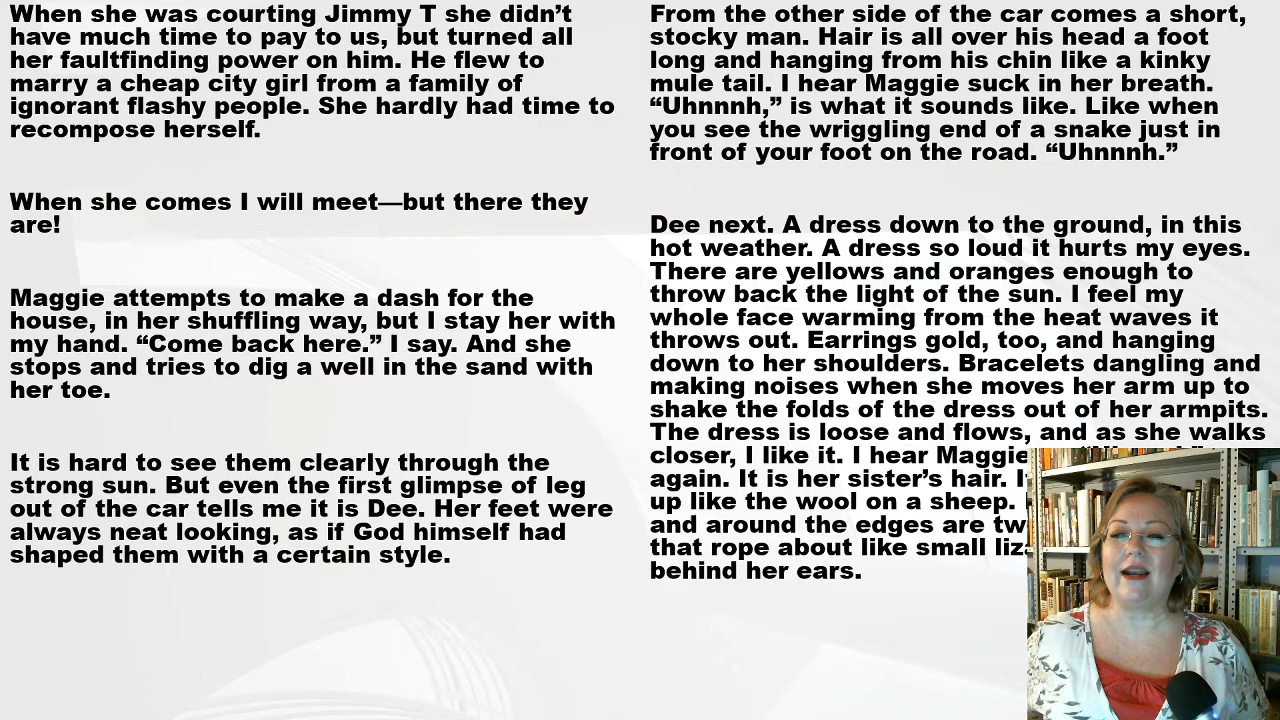 When she was courting Jimmy T she didn’t
have much time to pay to us, but turned all
her faultfinding power on him. He flew to
marry a cheap city girl from a family of
ignorant flashy people. She hardly had time to
recompose herself.
When she comes I will meet—but there they
are!
Maggie attempts to make a dash for the
house, in her shuffling way, but I stay her with
my hand. “Come back here.” I say. And she
stops and tries to dig a well in the sand with
her toe.
It is hard to see them clearly through the
strong sun. But even the first glimpse of leg
out of the car tells me it is Dee. Her feet were
always neat looking, as if God himself had
shaped them with a certain style.
From the other side of the car comes a short,
stocky man. Hair is all over his head a foot
long and hanging from his chin like a kinky
mule tail. I hear Maggie suck in her breath.
“Uhnnnh,” is what it sounds like. Like when
you see the wriggling end of a snake just in
front of your foot on the road. “Uhnnnh.”
Dee next. A dress down to the ground, in this
hot weather. A dress so loud it hurts my eyes.
There are yellows and oranges enough to
throw back the light of the sun. I feel my
whole face warming from the heat waves it
throws out. Earrings gold, too, and hanging
down to her shoulders. Bracelets dangling and
making noises when she moves her arm up to
shake the folds of the dress out of her armpits.
The dress is loose and flows, and as she walks
closer, I like it. I hear Maggie
again. It is her sister’s hair.
up like the wool on a sheep.
and around the edges are
that rope about like small
behind her ears.